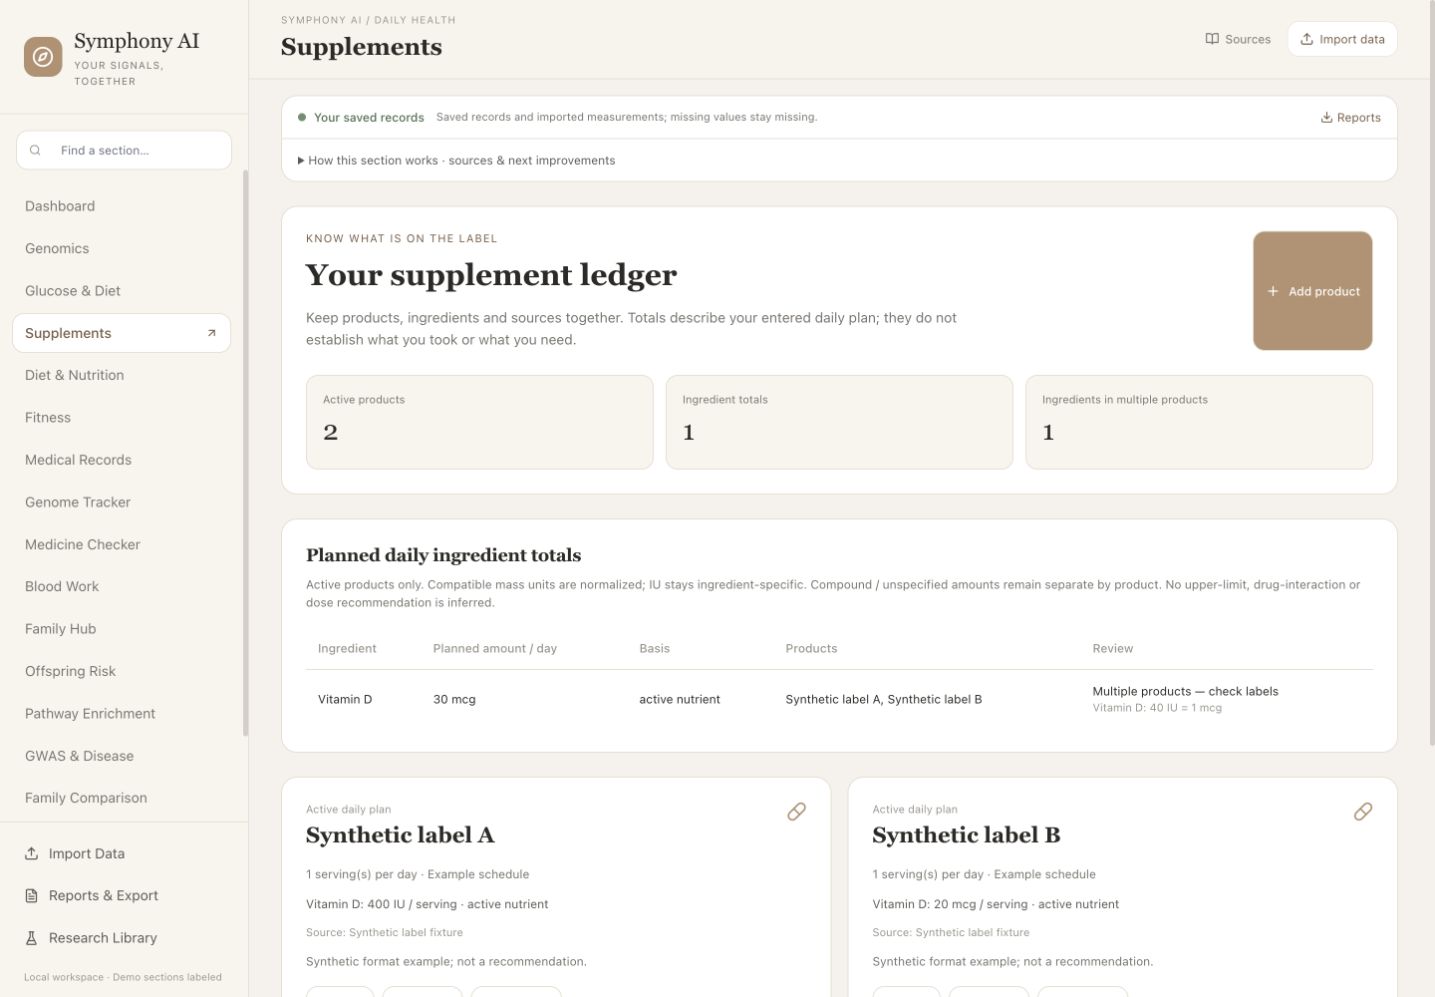 Symphony AI
YOUR SIGNALS,
TOGETHER
Find a section...
Dashboard
Genomics
Glucose & Diet
Supplements
Diet & Nutrition
Fitness
Medical Records
Genome Tracker
Medicine Checker
Blood Work
Family Hub
Offspring Risk
Pathway Enrichment
GWAS & Disease
Family Comparison
Import Data
Reports & Export
Research Library
Local workspace · Demo sections labeled
SYMPHONY AI / DAILY HEALTH
Supplements
Sources
Import data
Your saved records
Saved records and imported measurements; missing values stay missing.
Reports
How this section works · sources & next improvements
KNOW WHAT IS ON THE LABEL
Your supplement ledger
Keep products, ingredients and sources together. Totals describe your entered daily plan; they do not
establish what you took or what you need.
+ Add product
Active products
2
Ingredient totals
1
Ingredients in multiple products
1
Planned daily ingredient totals
Active products only. Compatible mass units are normalized; IU stays ingredient-specific. Compound / unspecified amounts remain separate by product. No upper-limit, drug-interaction or
dose recommendation is inferred.
Ingredient Planned amount / day Basis Products Review
Vitamin D 30 mcg active nutrient Synthetic label A, Synthetic label B Multiple products — check labels
Vitamin D: 40 IU = 1 mcg
Active daily plan
Synthetic label A
1 serving(s) per day · Example schedule
Vitamin D: 400 IU / serving · active nutrient
Source: Synthetic label fixture
Synthetic format example; not a recommendation.
Active daily plan
Synthetic label B
1 serving(s) per day · Example schedule
Vitamin D: 20 mcg / serving · active nutrient
Source: Synthetic label fixture
Synthetic format example; not a recommendation.